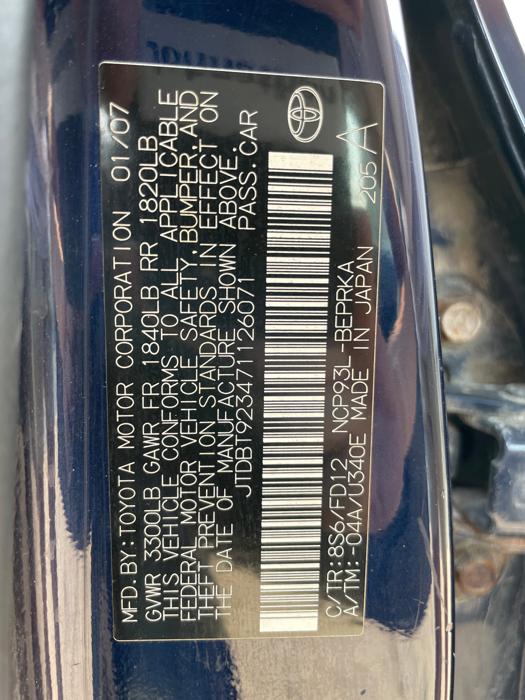 MFD. BY: TOYOTA MOTOR CORPORATION 01/07
GVWR 3300LB GAWR FR 1840LB RR 1820LB
THIS VEHICLE CONFORMS TO ALL APPLICABLE
FEDERAL MOTOR VEHICLE SAFETY, BUMPER, AND
THEFT PREVENTION STANDARDS IN EFFECT ON
THE DATE OF MANUFACTURE SHOWN ABOVE.
JTDBT923471126071 PASS. CAR
C/TR: 8S6/FD12 NCP93L -BEPRKA
A/TM: -04A/U340E MADE IN JAPAN
205 A